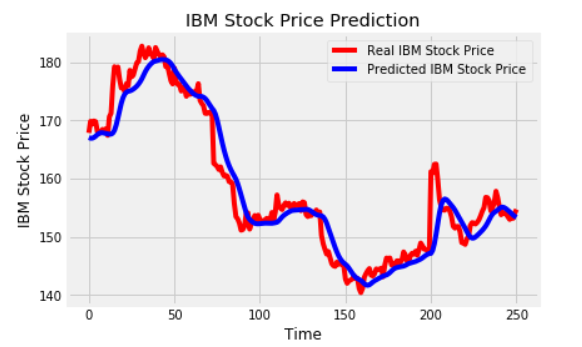 IBM Stock Price Prediction
Real IBM Stock Price
Predicted IBM Stock Price
IBM Stock Price
180
170
160
150
140
0 50 100 150 200 250
Time